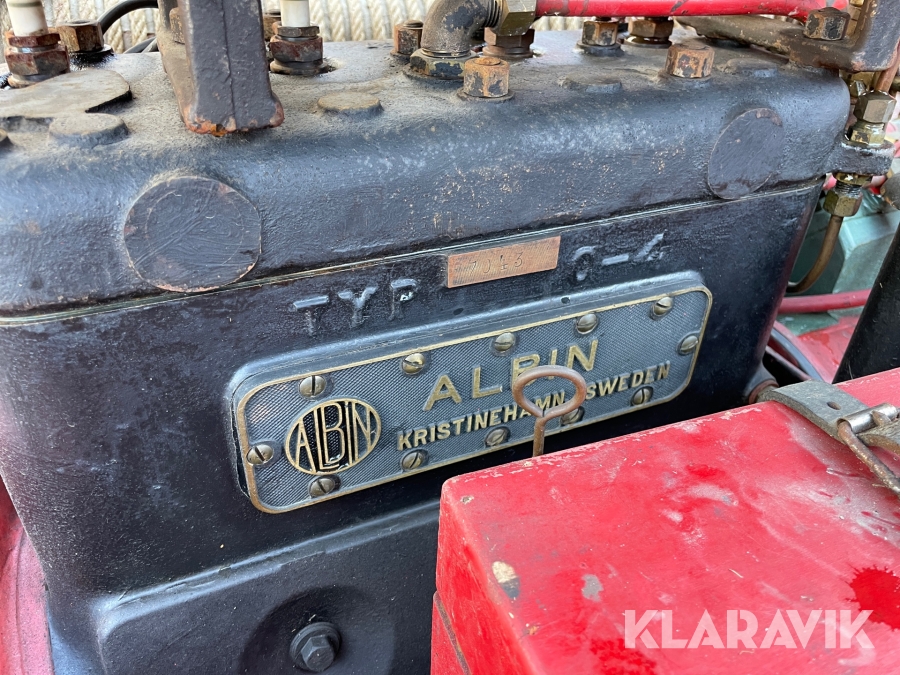 TYP O-4
ALBIN
KRISTINEHAMN, SWEDEN
ALBIN
KLARAVIK